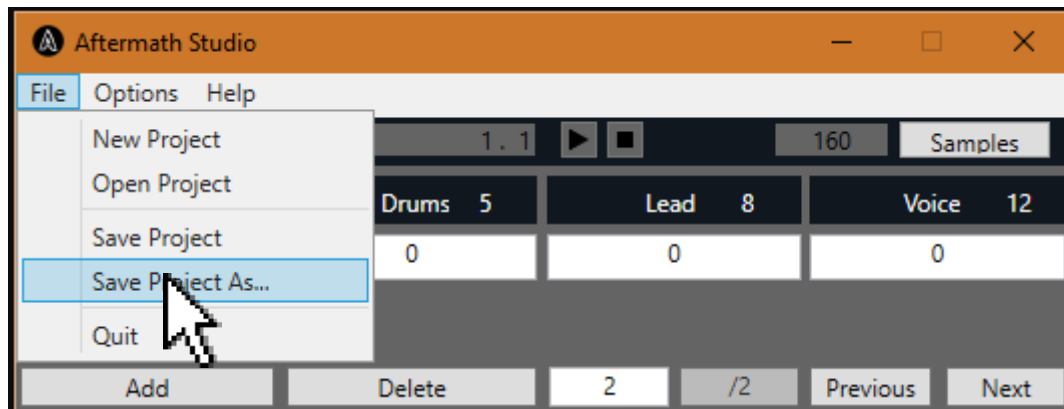 Aftermath Studio
File Options Help
New Project
Open Project
Save Project
Save Project As...
Quit
1. 1 160 Samples
Drums 5 Lead 8 Voice 12
0 0 0
Add Delete 2 /2 Previous Next